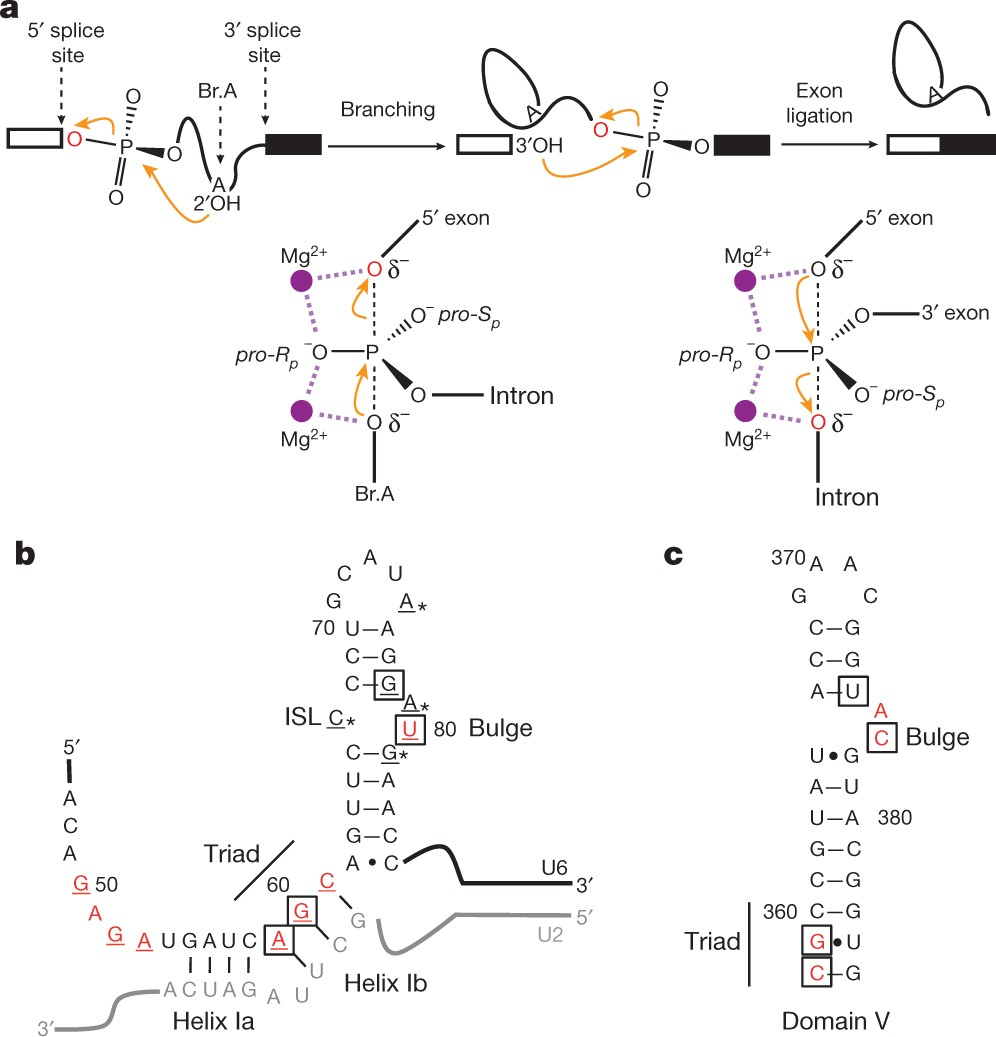 a
5′ splice site
3′ splice site
Br.A
O
O
P
O
O
A
2′OH
Branching
A
3′OH
O
O
P
O
O
Exon ligation
A
5′ exon
Mg2+
O δ−
O− pro-Sp
pro-Rp −O P
O Intron
Mg2+
O δ−
Br.A
5′ exon
Mg2+
O δ−
O 3′ exon
pro-Rp −O P
O− pro-Sp
Mg2+
O δ−
Intron
b
A
C U
G A*
70 U–A
C–G
C–G
A*
ISL C* U 80 Bulge
C–G*
U–A
U–A
G–C
A•C
U6 3′
5′
A
C
A
G 50
A
G
A U G A U C A G C
Triad
60
G
C
U
U2 5′
Helix Ib
A C U A G A U
3′
Helix Ia
c
370 A A
G C
C–G
C–G
A–U
A
C Bulge
U•G
A–U
U–A 380
G–C
C–G
360 C–G
Triad G•U
C–G
Domain V